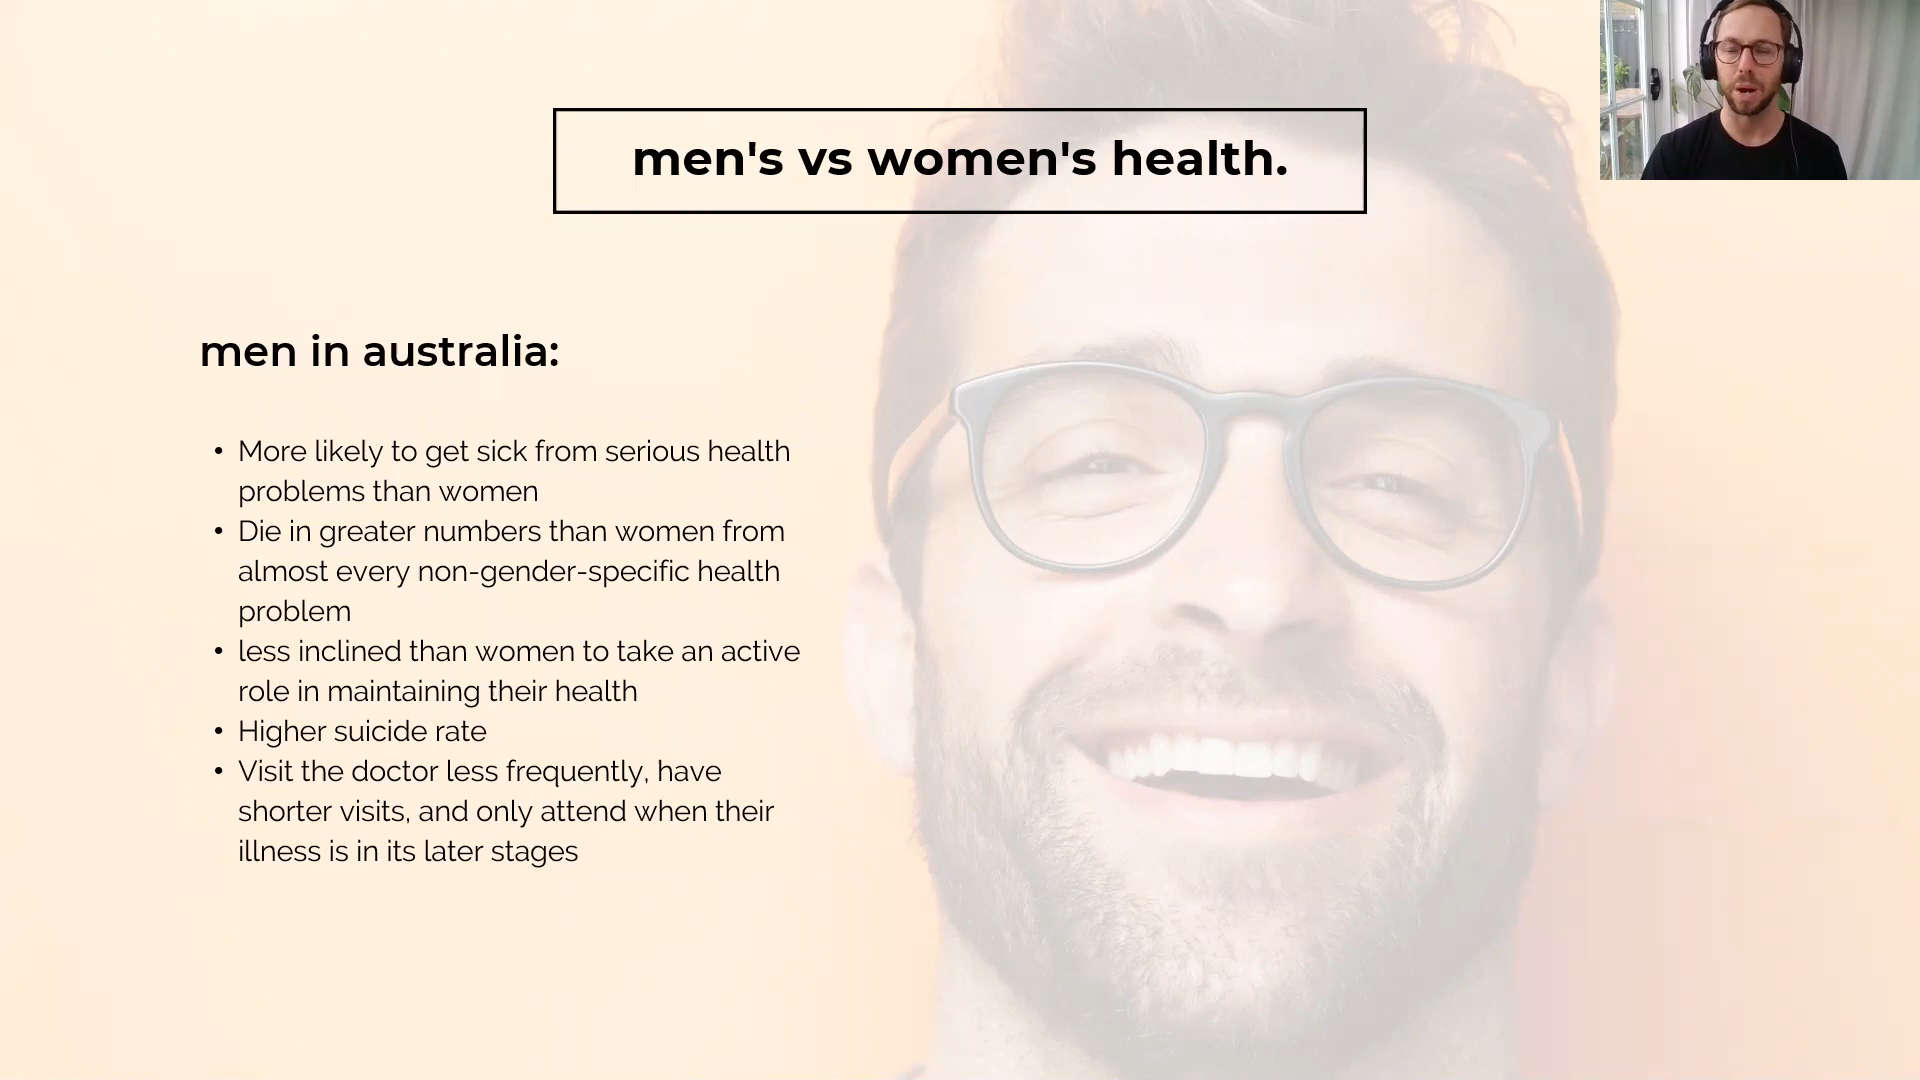 men's vs women's health.
men in australia:
• More likely to get sick from serious health
problems than women
• Die in greater numbers than women from
almost every non-gender-specific health
problem
• less inclined than women to take an active
role in maintaining their health
• Higher suicide rate
• Visit the doctor less frequently, have
shorter visits, and only attend when their
illness is in its later stages